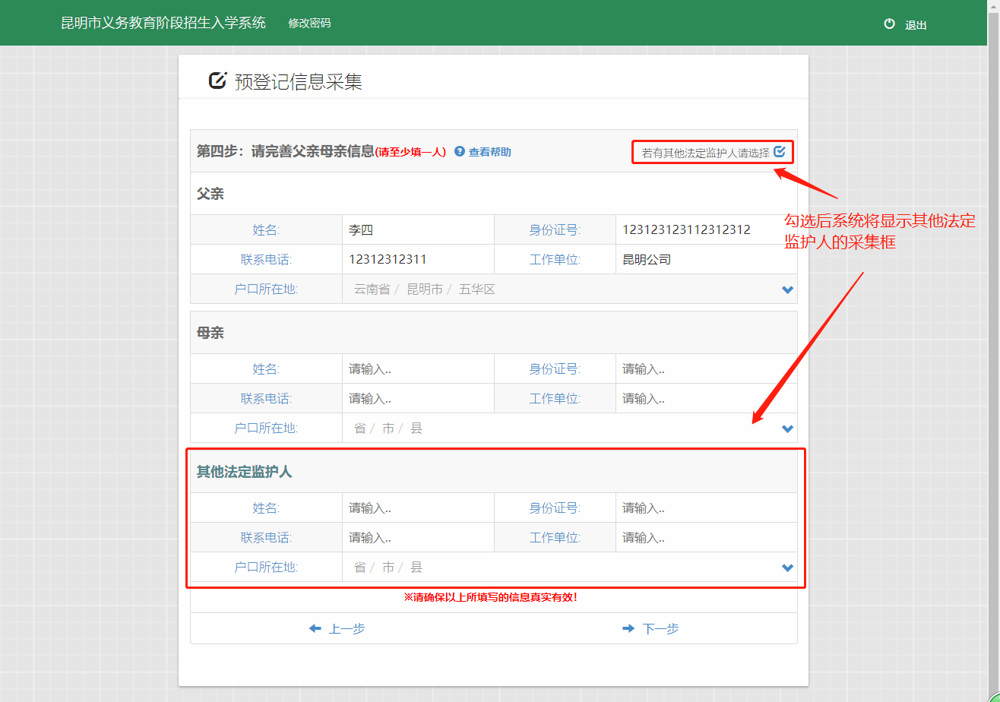 昆明市义务教育阶段招生入学系统 修改密码 退出
预登记信息采集
第四步：请完善父亲母亲信息(请至少填一人) 查看帮助 若有其他法定监护人请选择
父亲
勾选后系统将显示其他法定
监护人的采集框
姓名: 李四 身份证号: 123123123112312312
联系电话: 12312312311 工作单位: 昆明公司
户口所在地: 云南省 / 昆明市 / 五华区
母亲
姓名: 请输入.. 身份证号: 请输入..
联系电话: 请输入.. 工作单位: 请输入..
户口所在地: 省 / 市 / 县
其他法定监护人
姓名: 请输入.. 身份证号: 请输入..
联系电话: 请输入.. 工作单位: 请输入..
户口所在地: 省 / 市 / 县
※请确保以上所填写的信息真实有效!
上一步 下一步